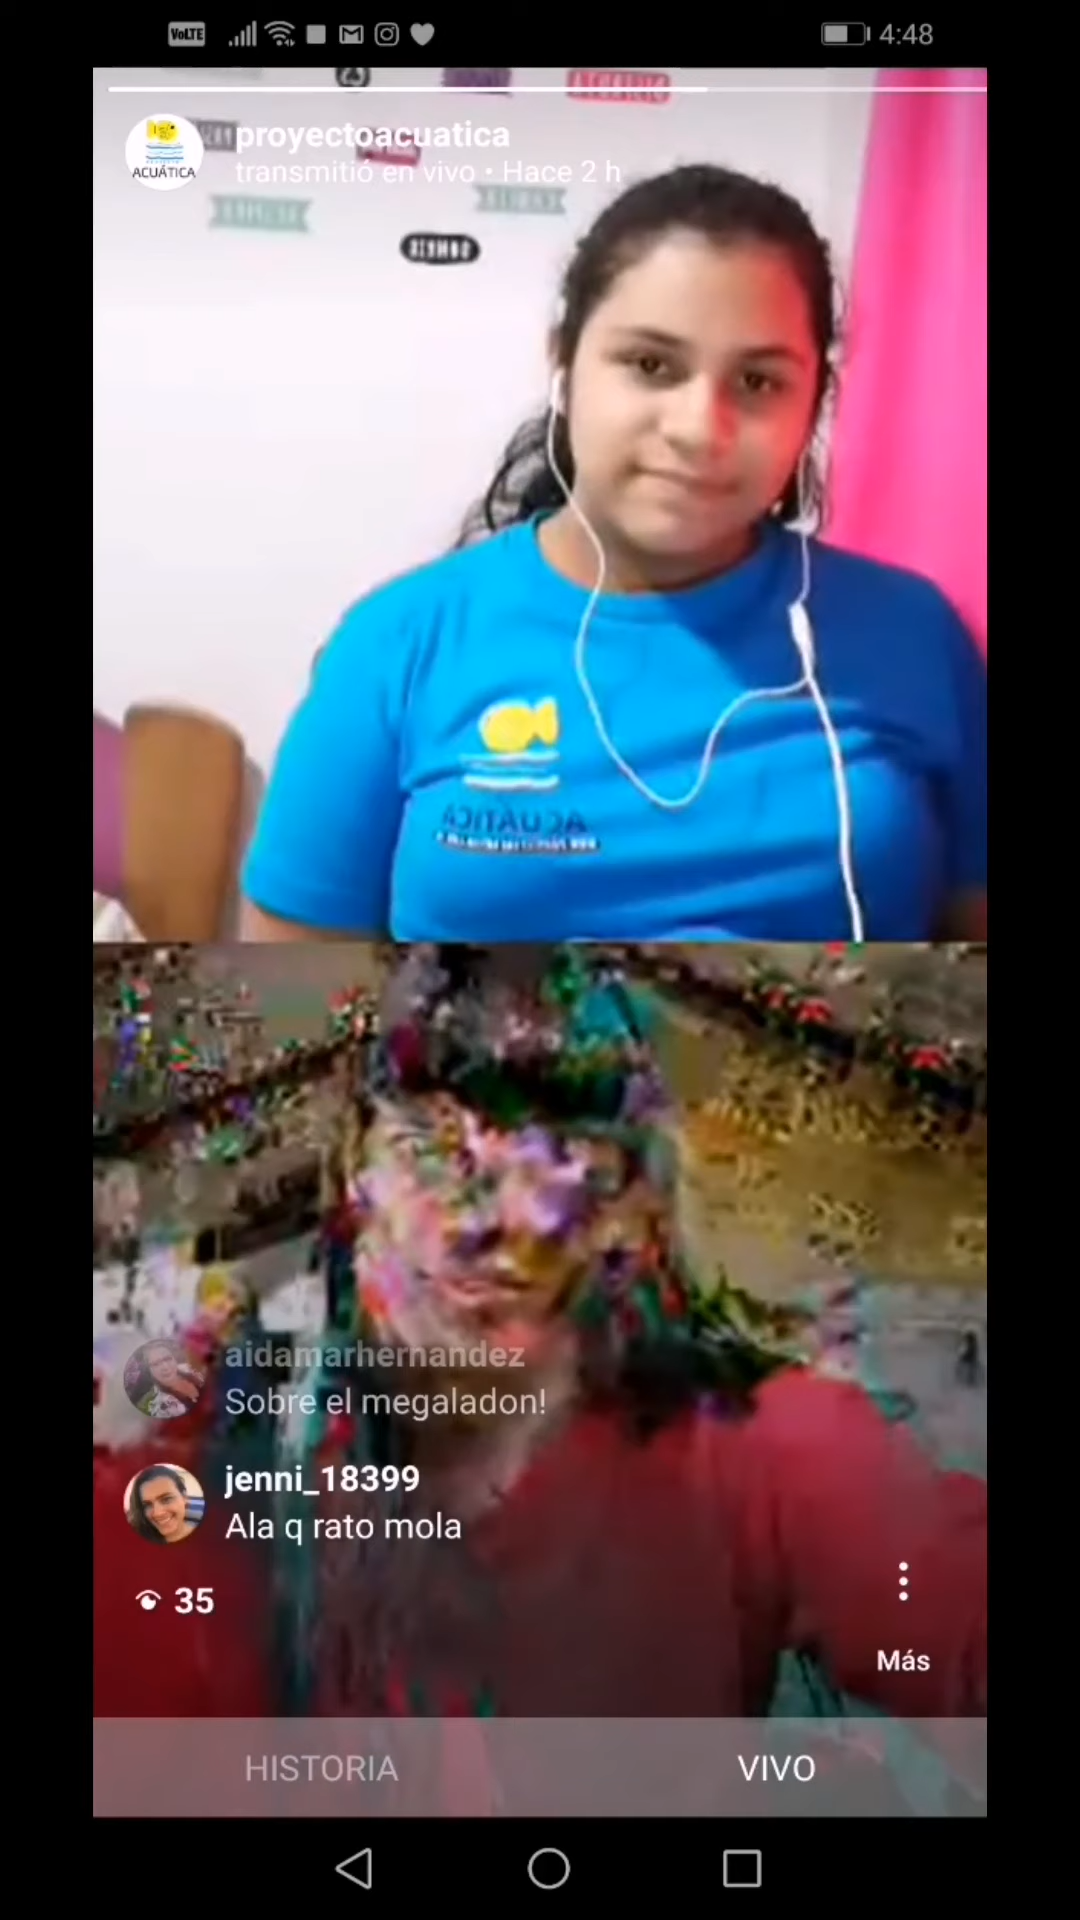 VoLTE
4:48
proyectoacuatica
transmitió en vivo • Hace 2 h
ACUÁTICA
ACUÁTICA
aidamarhernandez
Sobre el megaladon!
jenni_18399
Ala q rato mola
35
Más
HISTORIA
VIVO